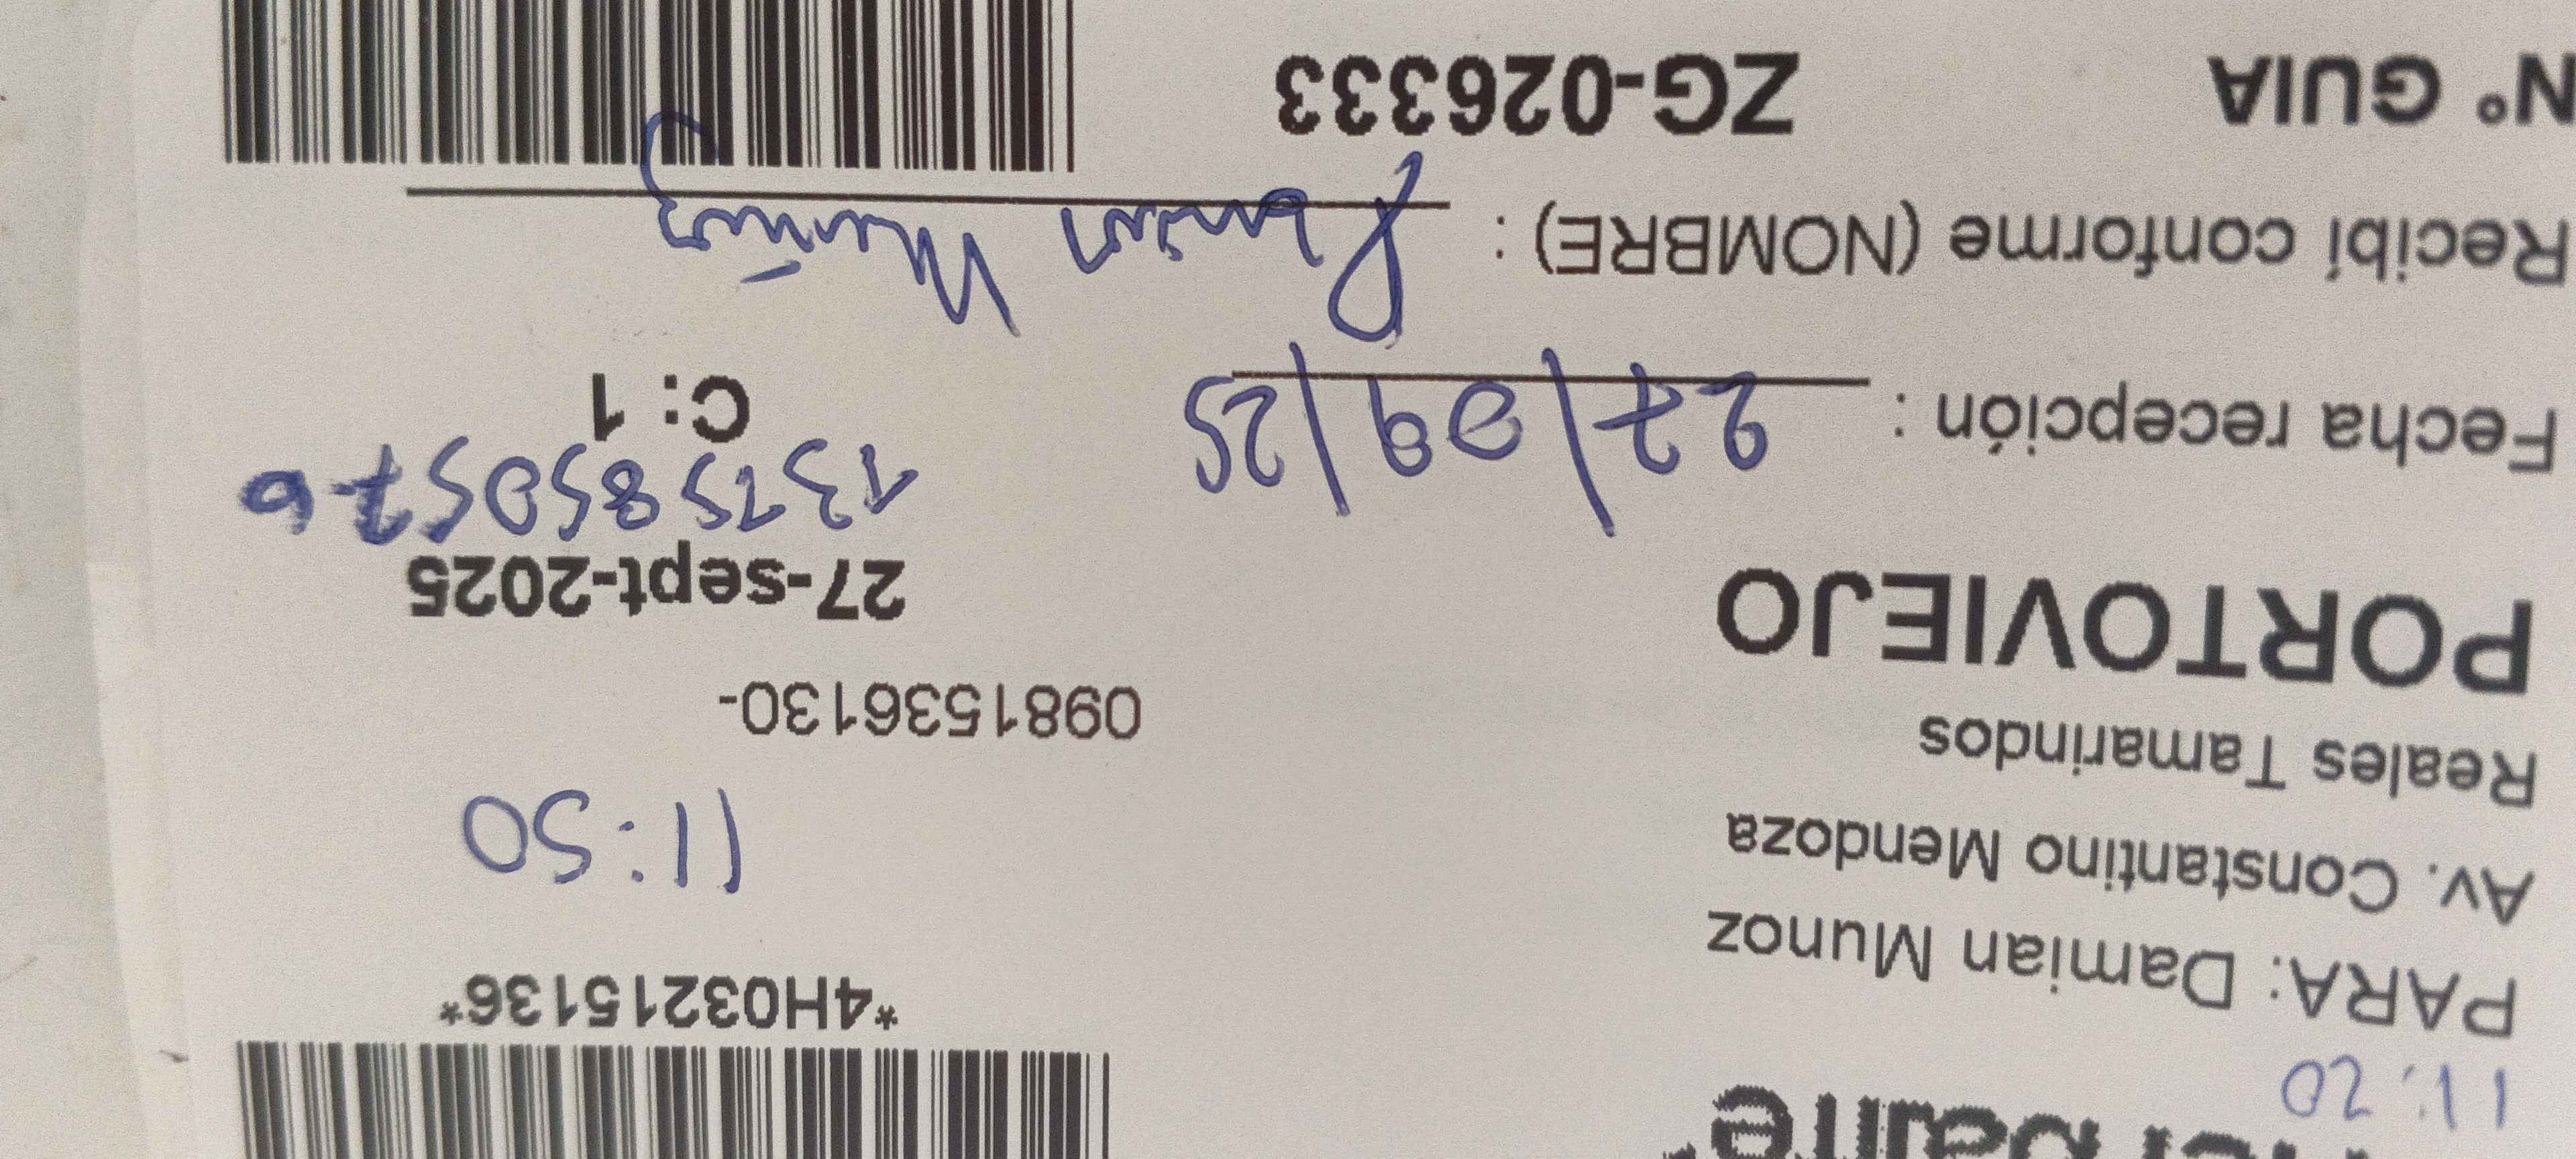 11:20
*4H03215136*
PARA: Damian Munoz
Av. Constantino Mendoza
11:50
Reales Tamarindos
0981536130-
PORTOVIEJO
27-sept-2025
1315850576
Fecha recepción : 27/09/25
C: 1
Recibí conforme (NOMBRE) : Damian Muñoz
N° GUIA ZG-026333